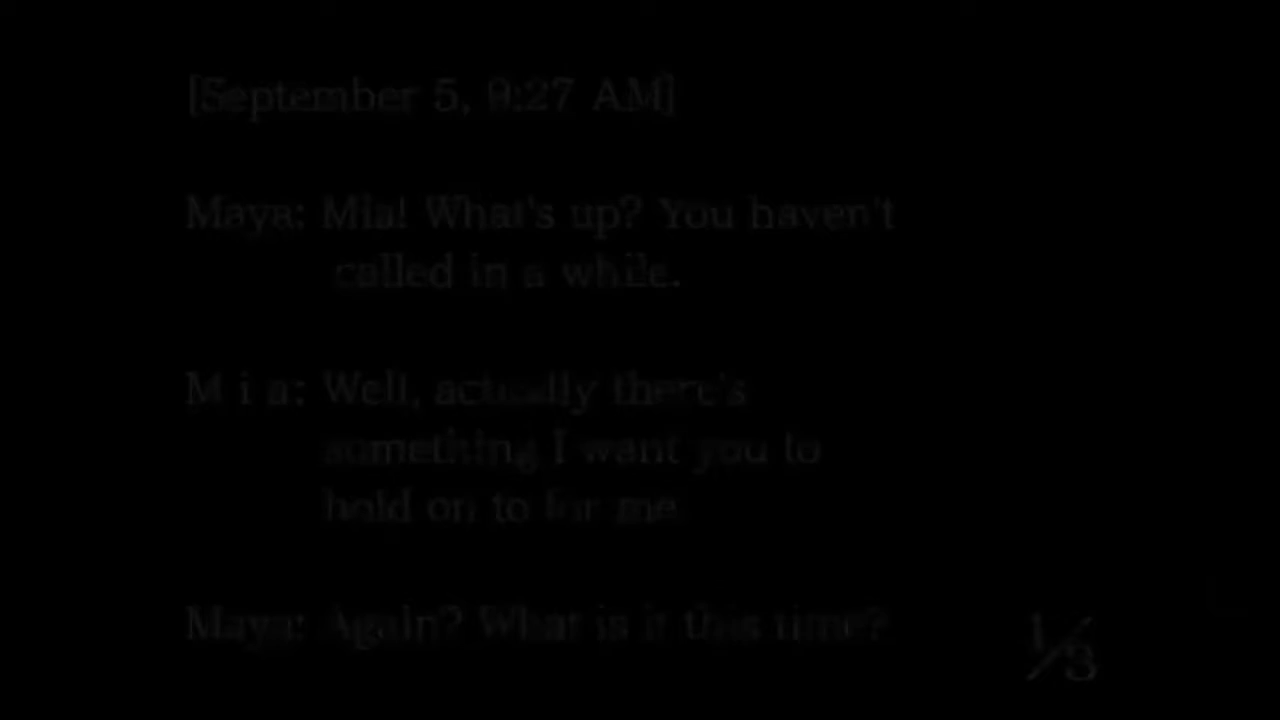 [September 5, 9:27 AM]
Maya: Mia! What's up? You haven't
called in a while.
M i a: Well, actually there's
something I want you to
hold on to for me.
Maya: Again? What is it this time?
1/3